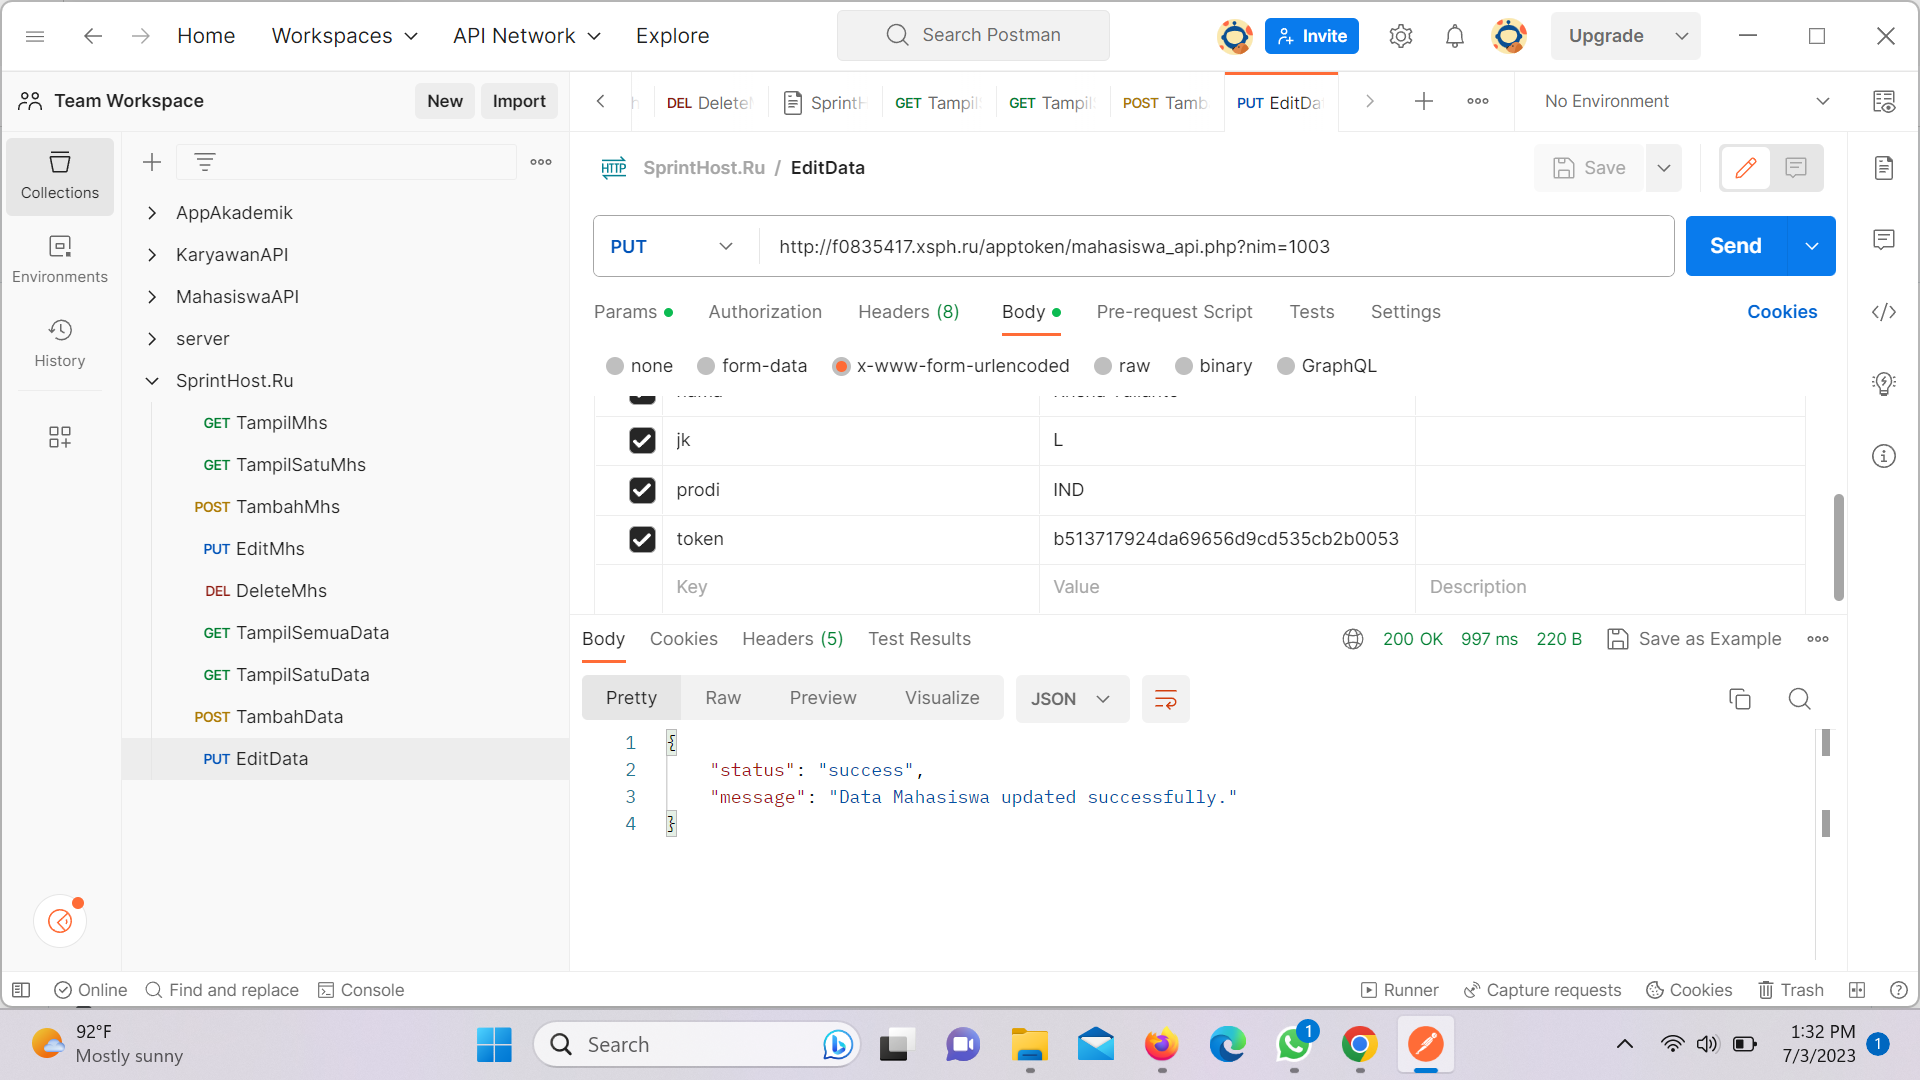 Home
Workspaces
API Network
Explore
Search Postman
Invite
Upgrade
Team Workspace
New
Import
DEL Delete
SprintH
GET Tampil
GET Tampil
POST Tamb
PUT EditDa
No Environment
Collections
Environments
History
AppAkademik
KaryawanAPI
MahasiswaAPI
server
SprintHost.Ru
GET TampilMhs
GET TampilSatuMhs
POST TambahMhs
PUT EditMhs
DEL DeleteMhs
GET TampilSemuaData
GET TampilSatuData
POST TambahData
PUT EditData
HTTP SprintHost.Ru / EditData
Save
PUT
http://f0835417.xsph.ru/apptoken/mahasiswa_api.php?nim=1003
Send
Params
Authorization
Headers (8)
Body
Pre-request Script
Tests
Settings
Cookies
none
form-data
x-www-form-urlencoded
raw
binary
GraphQL
jk L
prodi IND
token b513717924da69656d9cd535cb2b0053
Key Value Description
Body
Cookies
Headers (5)
Test Results
200 OK 997 ms 220 B
Save as Example
Pretty
Raw
Preview
Visualize
JSON
1 {
2 "status": "success",
3 "message": "Data Mahasiswa updated successfully."
4 }
Online
Find and replace
Console
Runner
Capture requests
Cookies
Trash
92°F
Mostly sunny
Search
1
1:32 PM
7/3/2023
1